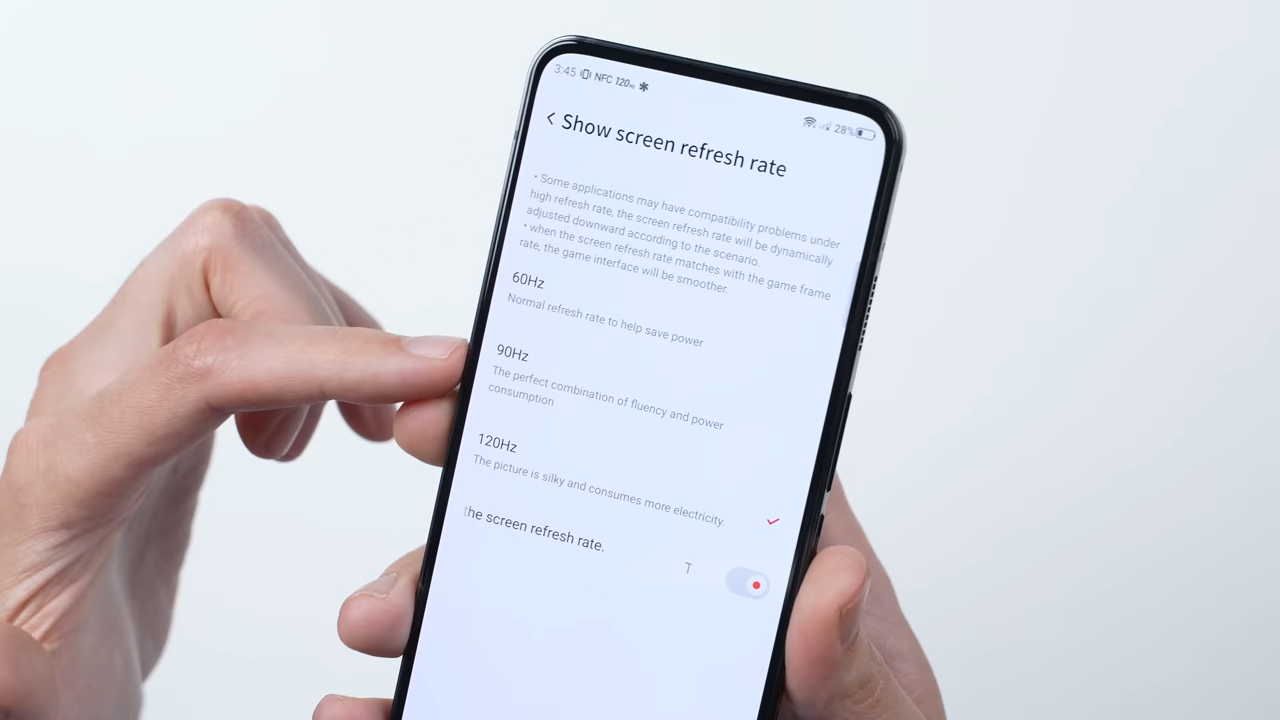 3:45 NFC 120Hz
28%
Show screen refresh rate
• Some applications may have compatibility problems under
high refresh rate, the screen refresh rate will be dynamically
adjusted downward according to the scenario.
• when the screen refresh rate matches with the game frame
rate, the game interface will be smoother.
60Hz
Normal refresh rate to help save power
90Hz
The perfect combination of fluency and power
consumption
120Hz
The picture is silky and consumes more electricity.
the screen refresh rate.
T